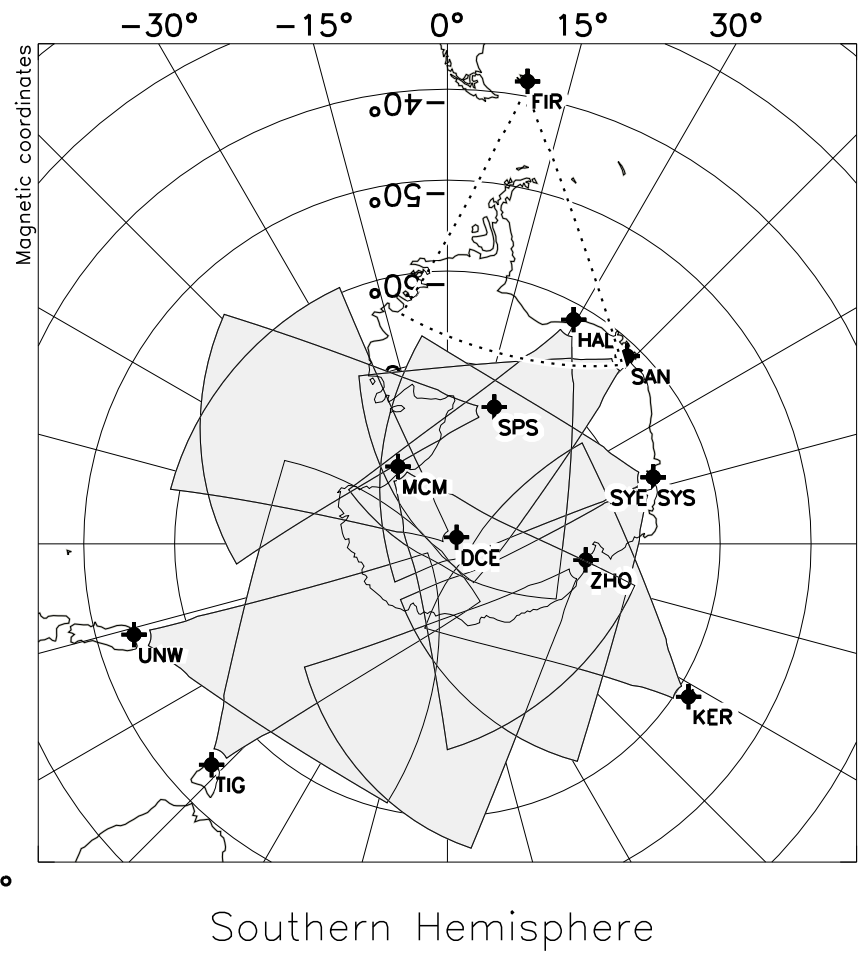 −30° −15° 0° 15° 30°
Magnetic coordinates
−40°
FIR
−50°
HAL
SAN
SPS
MCM
SYE SYS
DCE
ZHO
UNW
KER
TIG
Southern Hemisphere